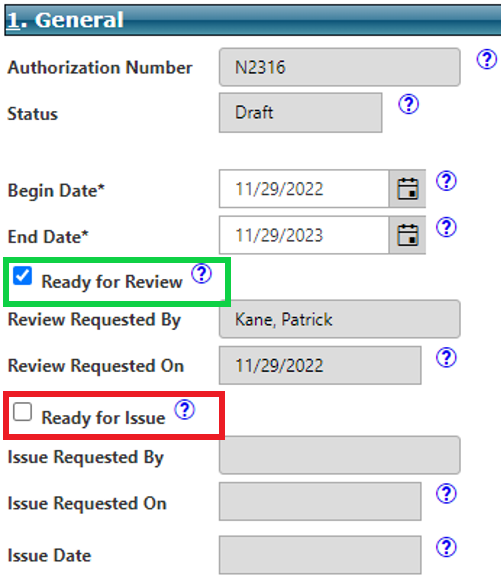 1. General
Authorization Number N2316 ?
Status Draft ?
Begin Date* 11/29/2022 ?
End Date* 11/29/2023 ?
Ready for Review ?
Review Requested By Kane, Patrick
Review Requested On 11/29/2022 ?
Ready for Issue ?
Issue Requested By
Issue Requested On ?
Issue Date ?